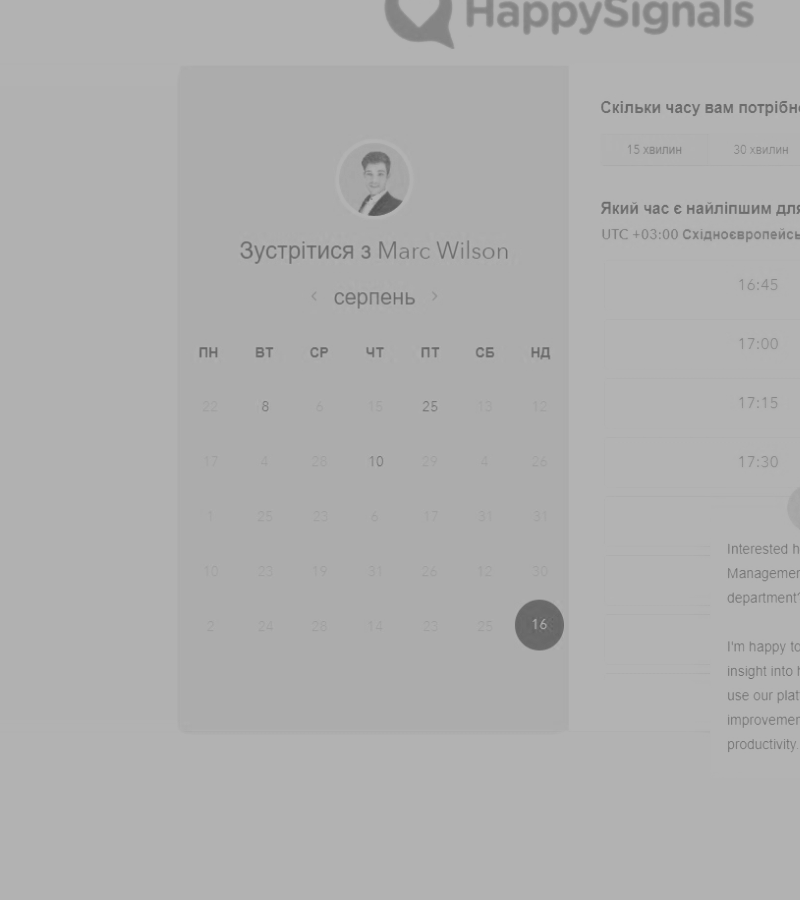 HappySignals
Зустрітися з Marc Wilson
серпень
ПН ВТ СР ЧТ ПТ СБ НД
22 8 6 15 25 13 12
17 4 28 10 29 4 26
1 25 23 6 17 31 31
10 23 19 31 26 12 30
2 24 28 14 23 25 16
Скільки часу вам потрібн
15 хвилин 30 хвилин
Який час є найліпшим для
UTC +03:00 Східноєвропейсь
16:45
17:00
17:15
17:30
Interested h
Managemen
department'
I'm happy to
insight into h
use our plat
improvemen
productivity.